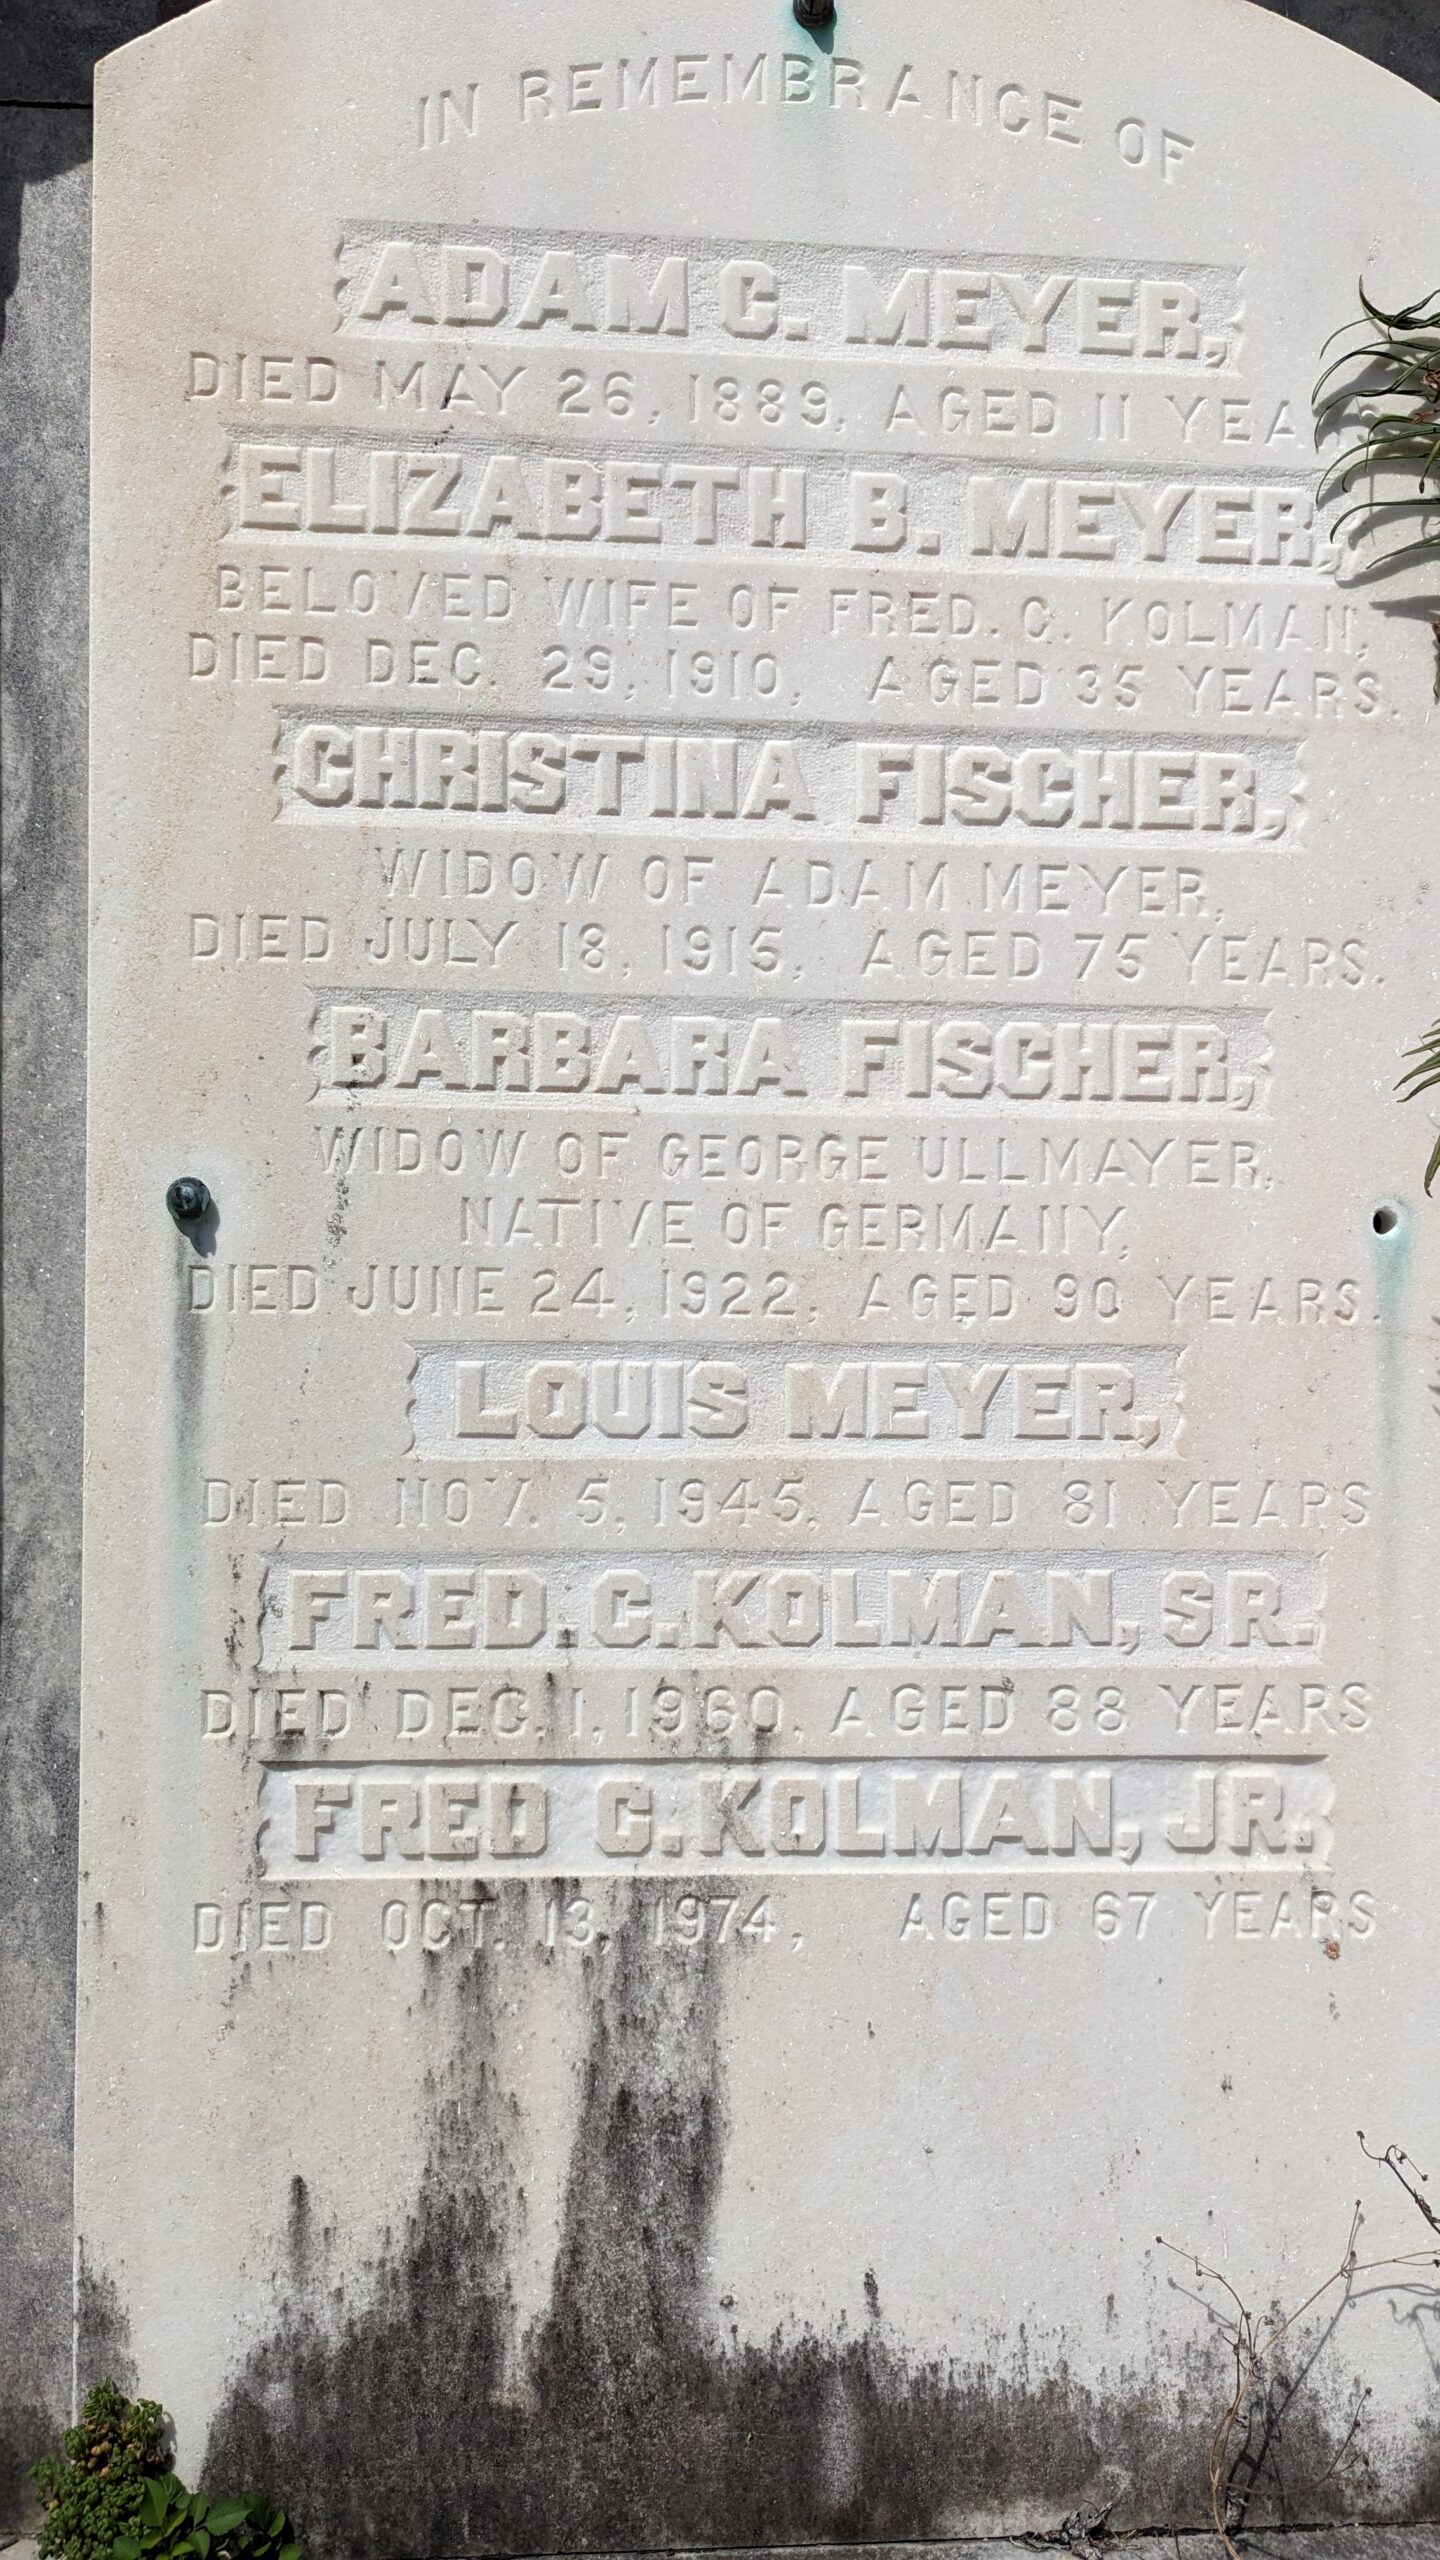 IN REMEMBRANCE OF
ADAM C. MEYER,
DIED MAY 26, 1889, AGED 11 YEA
ELIZABETH B. MEYER,
BELOVED WIFE OF FRED. C. KOLMAN,
DIED DEC. 29, 1910, AGED 35 YEARS.
CHRISTINA FISCHER,
WIDOW OF ADAM MEYER,
DIED JULY 18, 1915, AGED 75 YEARS.
BARBARA FISCHER,
WIDOW OF GEORGE ULLMAYER,
NATIVE OF GERMANY,
DIED JUNE 24, 1922, AGED 90 YEARS.
LOUIS MEYER,
DIED NOV. 5, 1945, AGED 81 YEARS
FRED. C. KOLMAN, SR.
DIED DEC. 1, 1960, AGED 88 YEARS
FRED C. KOLMAN, JR.
DIED OCT. 13, 1974, AGED 67 YEARS